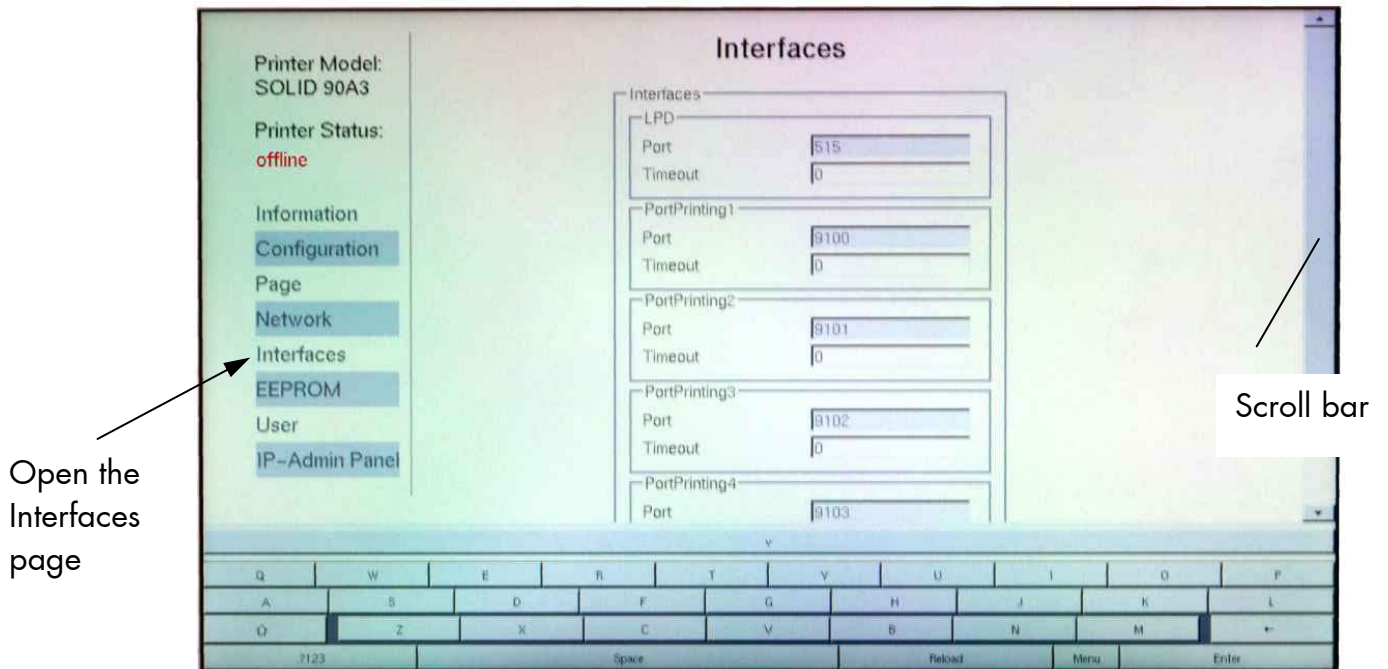 Interfaces
Printer Model:
SOLID 90A3
Printer Status:
offline
Information
Configuration
Page
Network
Interfaces
EEPROM
User
IP-Admin Panel
Interfaces
LPD
Port 515
Timeout 0
PortPrinting1
Port 9100
Timeout 0
PortPrinting2
Port 9101
Timeout 0
PortPrinting3
Port 9102
Timeout 0
PortPrinting4
Port 9103
Open the
Interfaces
page
Scroll bar
Q W E R T Y U I O P
A S D F G H J K L
Z X C V B N M
?123 Space Reload Menu Enter